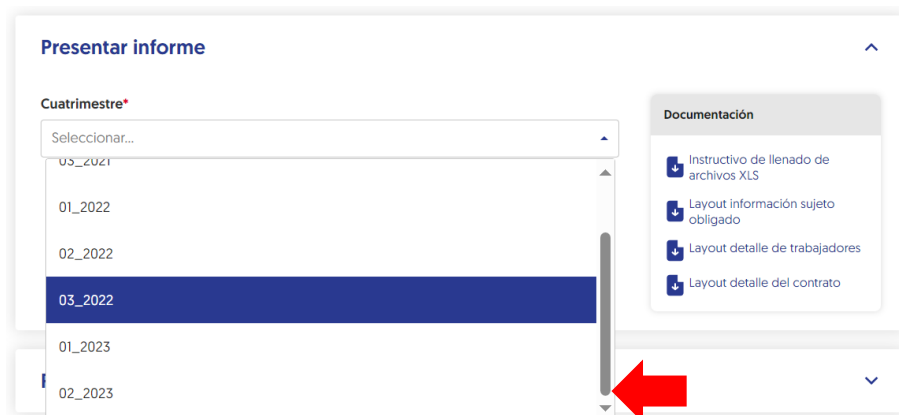 Presentar informe
Cuatrimestre*
Seleccionar...
03_2021
01_2022
02_2022
03_2022
01_2023
02_2023
Documentación
Instructivo de llenado de
archivos XLS
Layout información sujeto
obligado
Layout detalle de trabajadores
Layout detalle del contrato